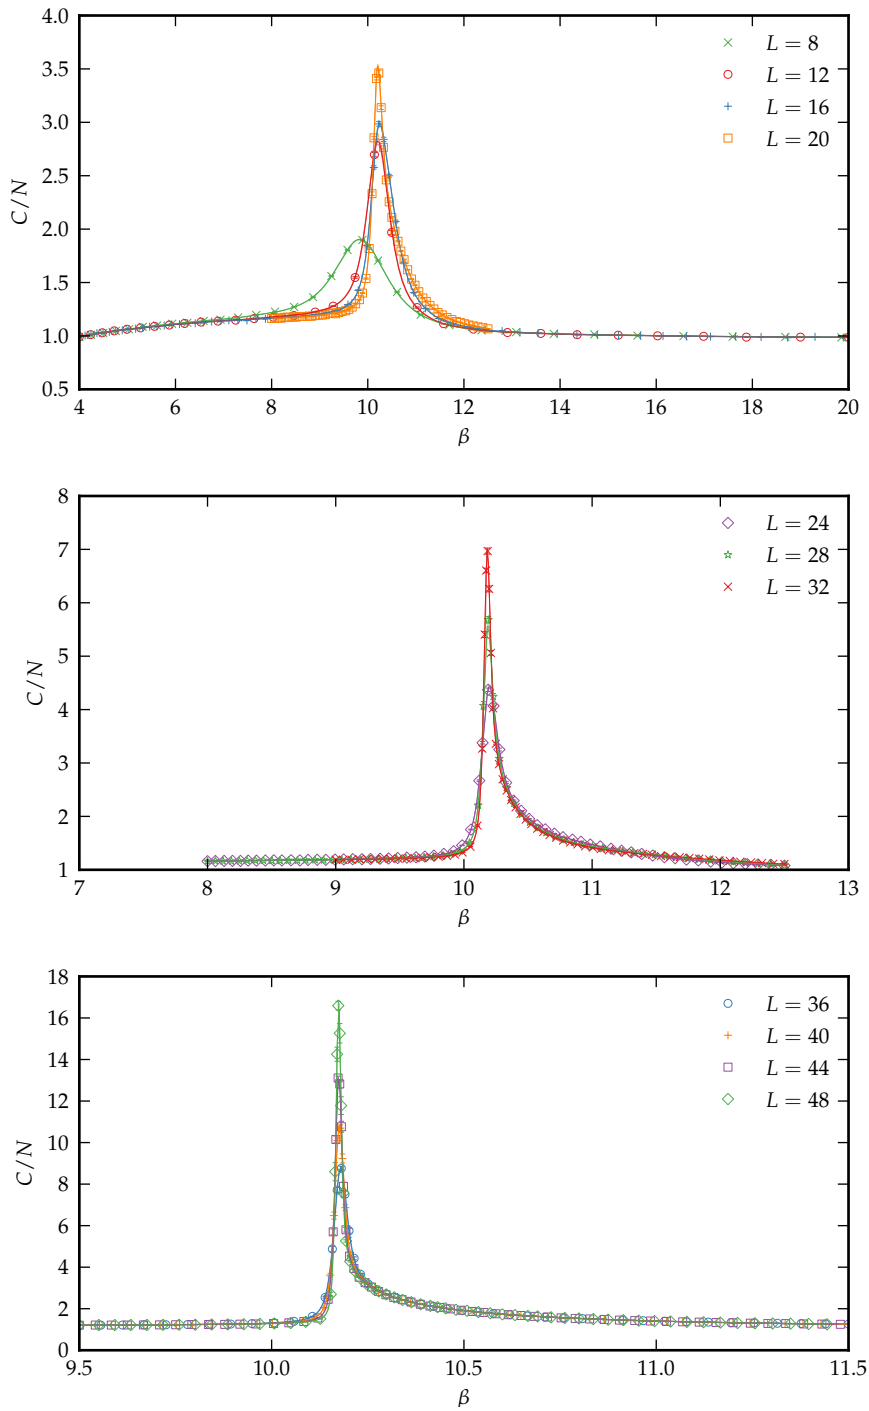 4.0
3.5
3.0
2.5
2.0
1.5
1.0
0.5
C/N
4 6 8 10 12 14 16 18 20
β
L = 8
L = 12
L = 16
L = 20
8
7
6
5
4
3
2
1
C/N
7 8 9 10 11 12 13
β
L = 24
L = 28
L = 32
18
16
14
12
10
8
6
4
2
0
C/N
9.5 10.0 10.5 11.0 11.5
β
L = 36
L = 40
L = 44
L = 48